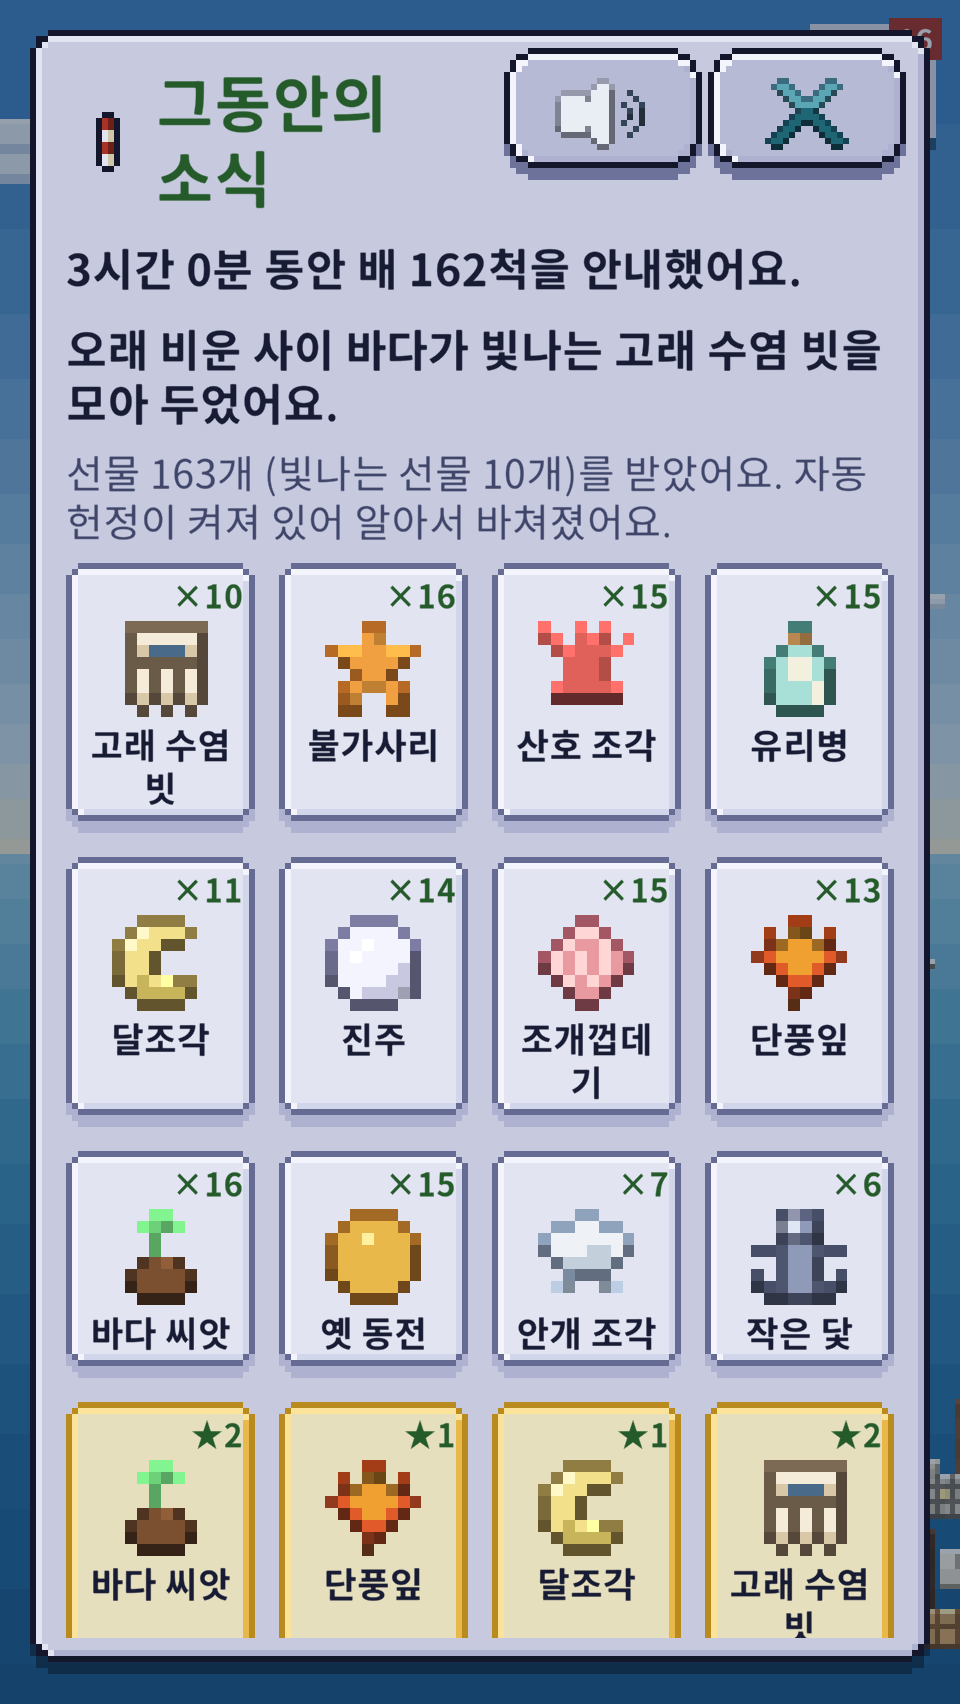 그동안의
소식
3시간 0분 동안 배 162척을 안내했어요.
오래 비운 사이 바다가 빛나는 고래 수염 빗을
모아 두었어요.
선물 163개 (빛나는 선물 10개)를 받았어요. 자동
헌정이 켜져 있어 알아서 바쳐졌어요.
×10 ×16 ×15 ×15
고래 수염 불가사리 산호 조각 유리병
빗
×11 ×14 ×15 ×13
달조각 진주 조개껍데 단풍잎
기
×16 ×15 ×7 ×6
바다 씨앗 옛 동전 안개 조각 작은 닻
★2 ★1 ★1 ★2
바다 씨앗 단풍잎 달조각 고래 수염
빗